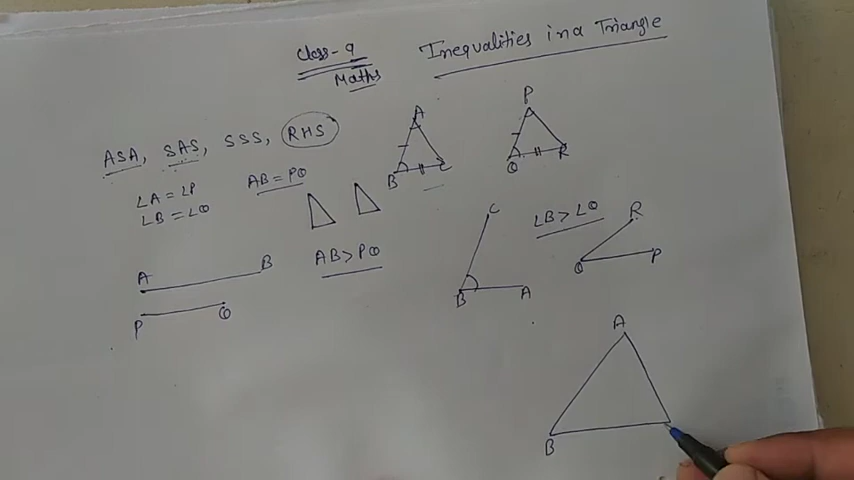 Class - 9
Maths
Inequalities in a Triangle
ASA, SAS, SSS, RHS
∠A = ∠P
∠B = ∠Q
AB = PQ
A
B
C
P
Q
R
A
B
P
Q
AB > PQ
C
B
A
∠B > ∠Q
R
Q
P
A
B